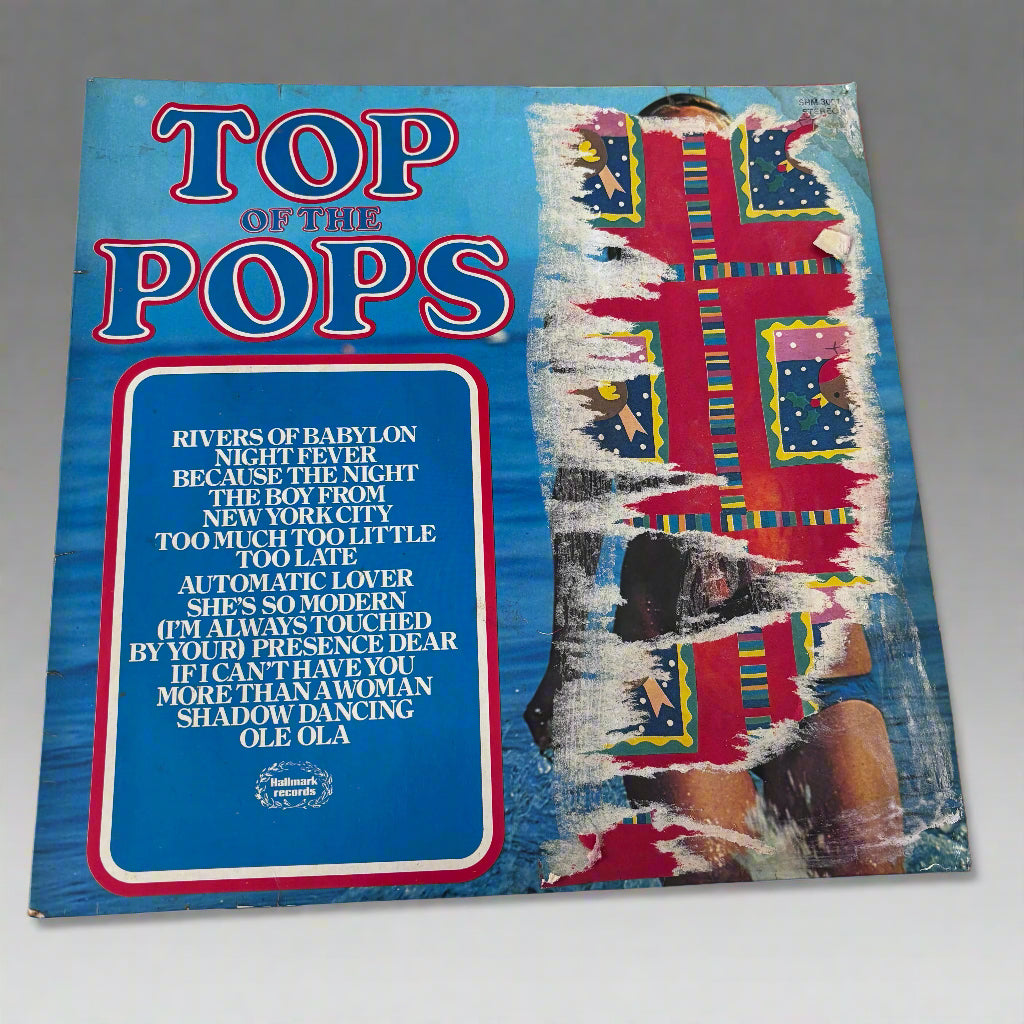 TOP
OF THE
POPS
STEREO
RIVERS OF BABYLON
NIGHT FEVER
BECAUSE THE NIGHT
THE BOY FROM
NEW YORK CITY
TOO MUCH TOO LITTLE
TOO LATE
AUTOMATIC LOVER
SHE'S SO MODERN
(I'M ALWAYS TOUCHED
BY YOUR) PRESENCE DEAR
IF I CAN'T HAVE YOU
MORE THAN A WOMAN
SHADOW DANCING
OLE OLA
Hallmark
records